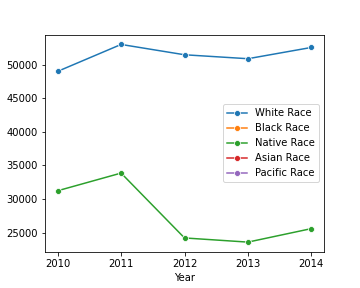 50000
45000
40000
35000
30000
25000
White Race
Black Race
Native Race
Asian Race
Pacific Race
2010 2011 2012 2013 2014
Year